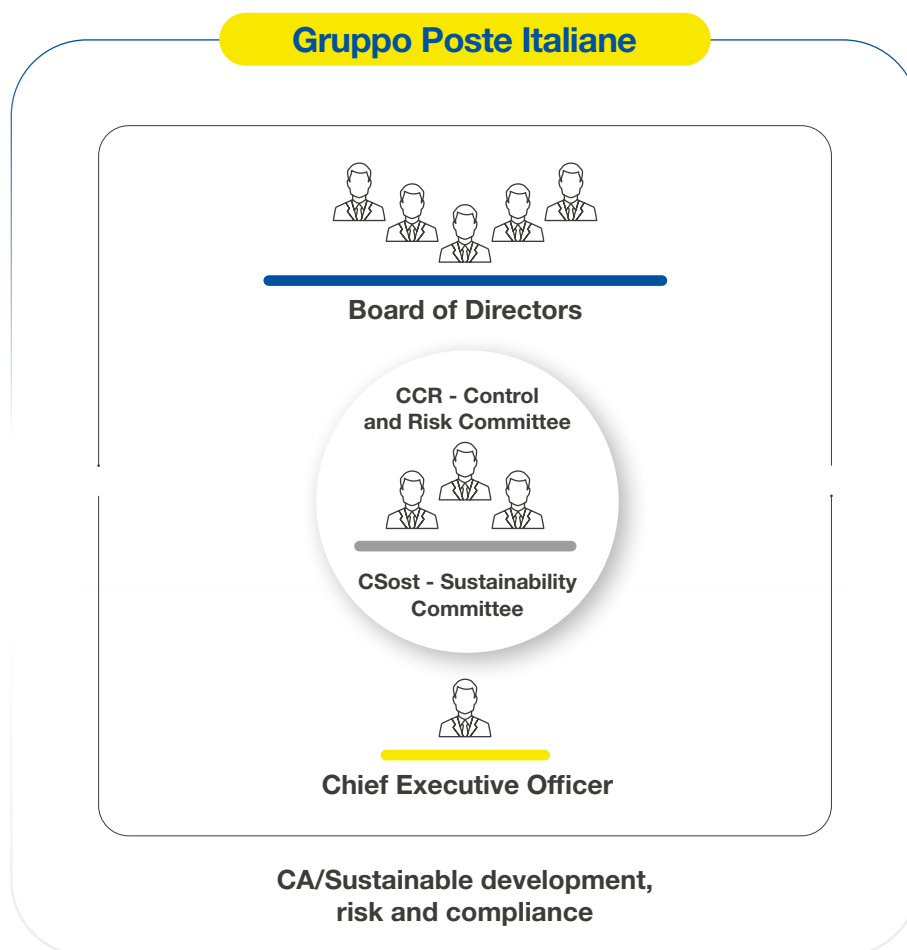 Gruppo Poste Italiane
Board of Directors
CCR - Control
and Risk Committee
CSost - Sustainability
Committee
Chief Executive Officer
CA/Sustainable development,
risk and compliance